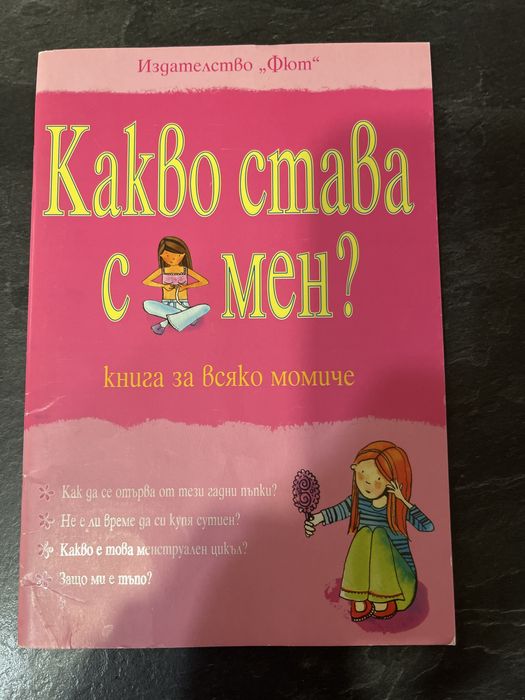 Издателство „Фют“
Какво става
с мен?
книга за всяко момиче
Как да се отърва от тези гадни пъпки?
Не е ли време да си купя сутиен?
Какво е това менструален цикъл?
Защо ми е тъпо?